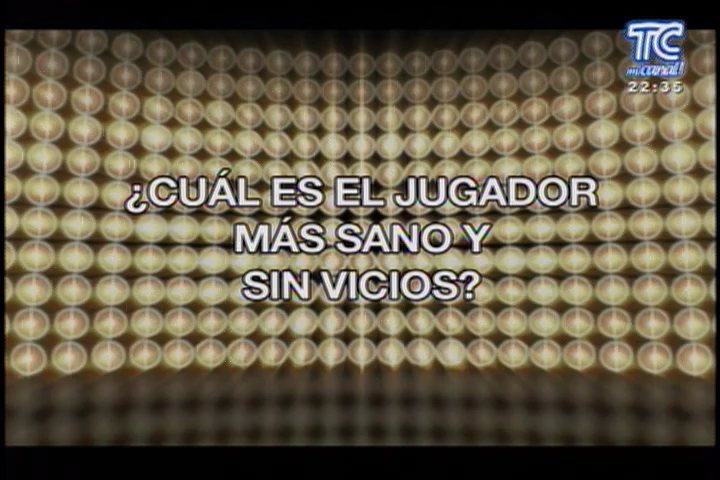 TC
mi canal!
22:35
¿CUÁL ES EL JUGADOR
MÁS SANO Y
SIN VICIOS?